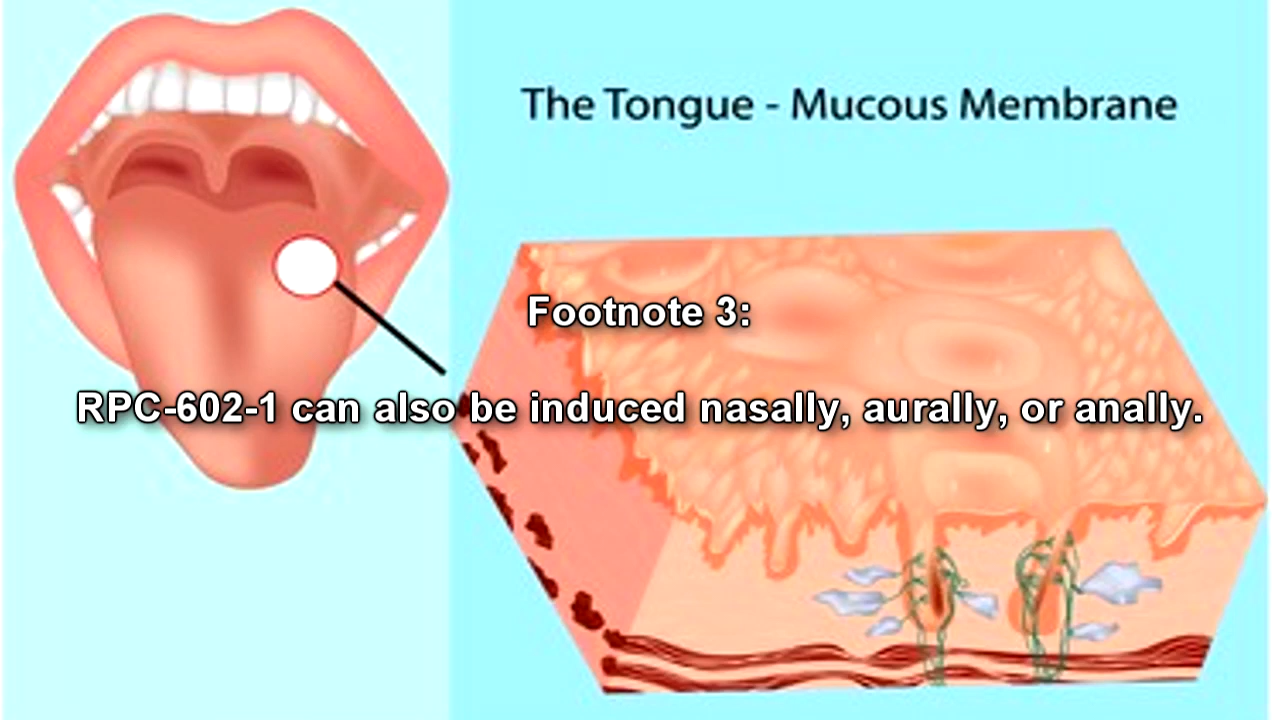 The Tongue - Mucous Membrane
Footnote 3:
RPC-602-1 can also be induced nasally, aurally, or anally.